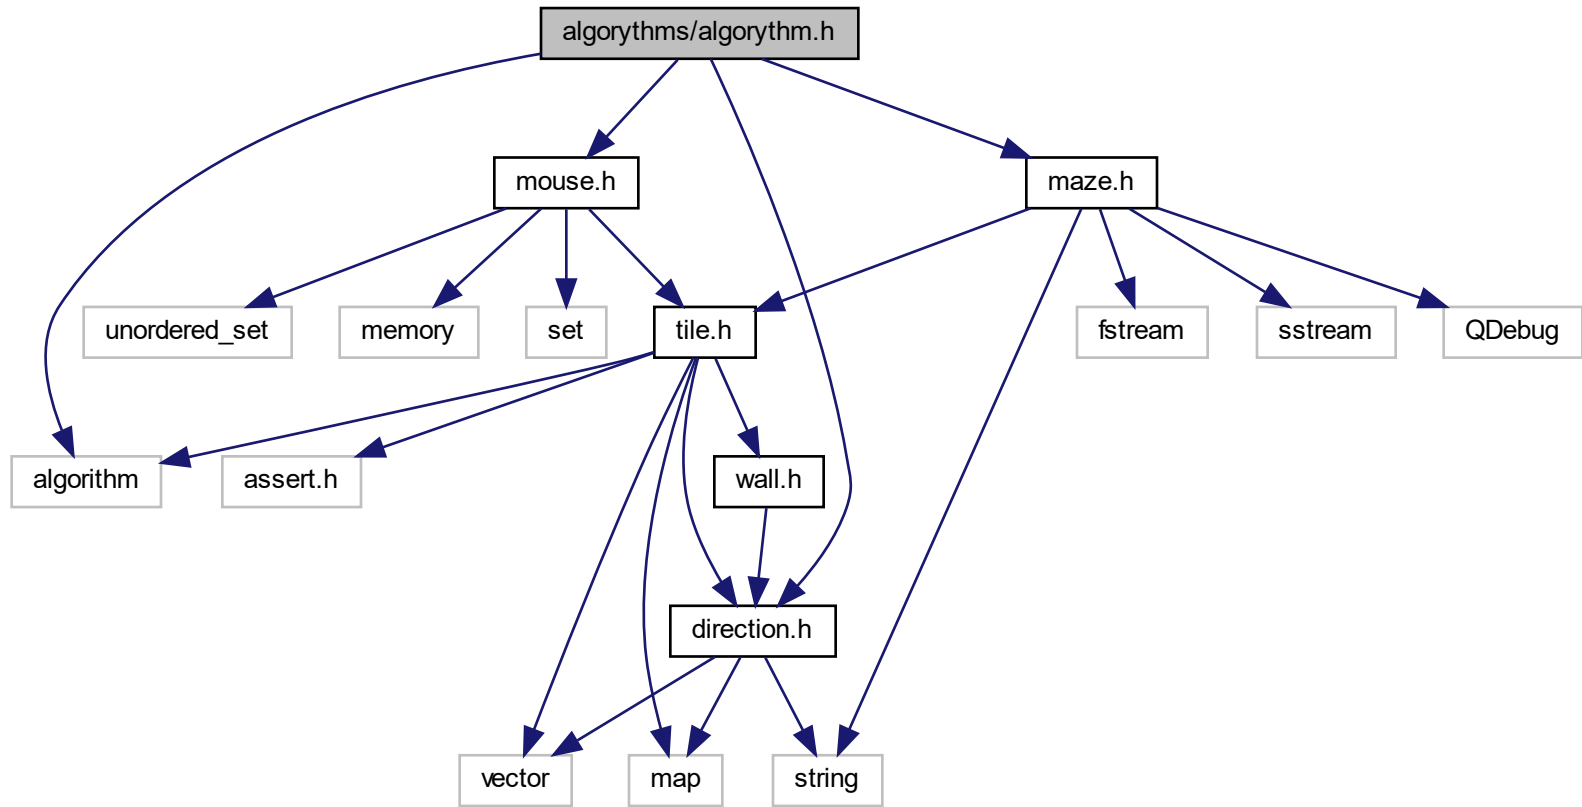 algorythms/algorythm.h
mouse.h
maze.h
unordered_set
memory
set
tile.h
fstream
sstream
QDebug
algorithm
assert.h
wall.h
direction.h
vector
map
string